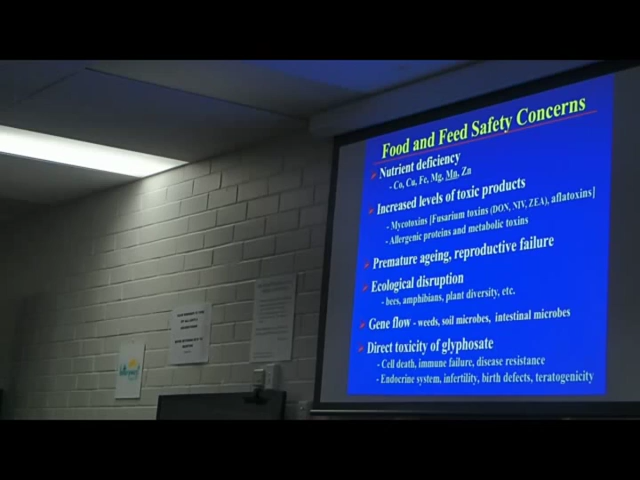 Food and Feed Safety Concerns
Nutrient deficiency
- Co, Cu, Fe, Mg, Mn, Zn
Increased levels of toxic products
- Mycotoxins [Fusarium toxins (DON, NIV, ZEA), aflatoxins]
- Allergenic proteins and metabolic toxins
Premature ageing, reproductive failure
Ecological disruption
- bees, amphibians, plant diversity, etc.
Gene flow - weeds, soil microbes, intestinal microbes
Direct toxicity of glyphosate
- Cell death, immune failure, disease resistance
- Endocrine system, infertility, birth defects, teratogenicity